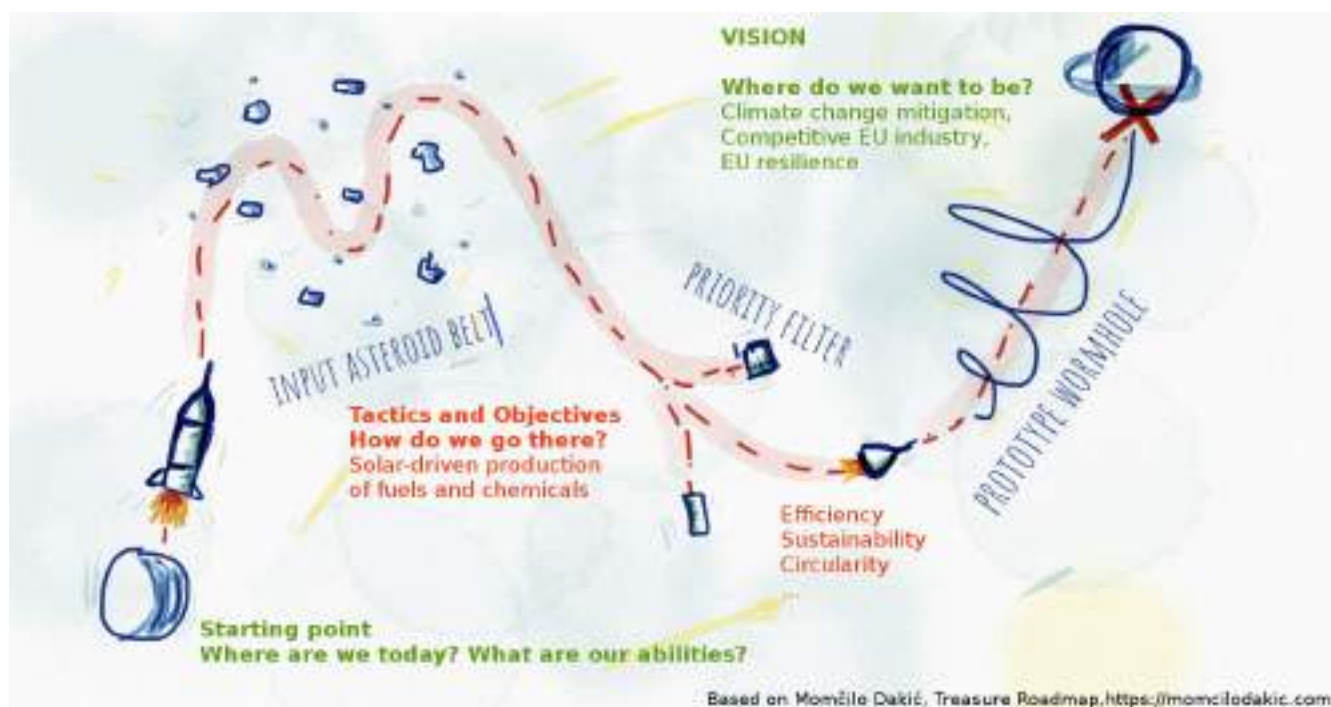 VISION
Where do we want to be?
Climate change mitigation,
Competitive EU industry,
EU resilience
PRIORITY FILTER
INPUT ASTEROID BELT
PROTOTYPE WORMHOLE
Tactics and Objectives
How do we go there?
Solar-driven production
of fuels and chemicals
Efficiency
Sustainability
Circularity
...
Starting point
Where are we today? What are our abilities?
Based on Momčilo Dakić, Treasure Roadmap,https://momcilodakic.com